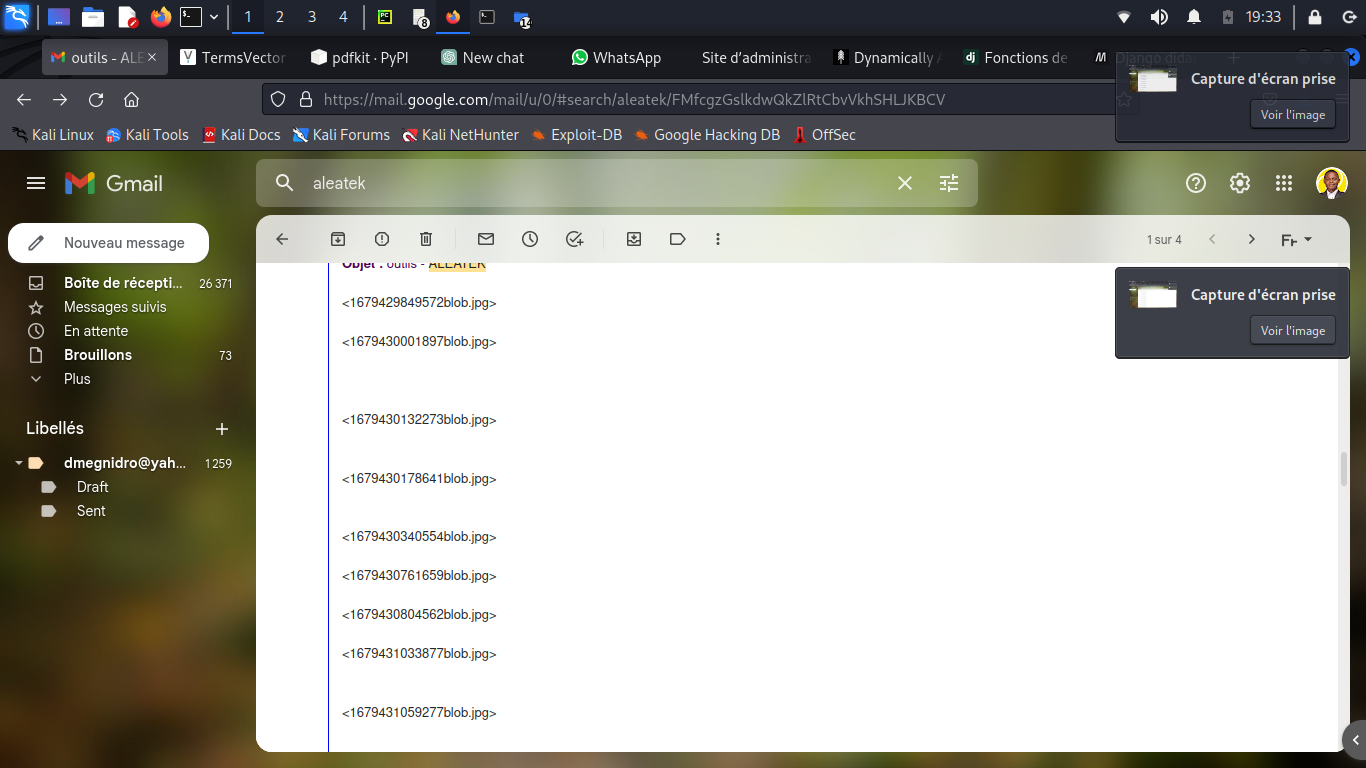 1 2 3 4 8 14 19:33
outils - ALE TermsVector pdfkit · PyPI New chat WhatsApp Site d’administra Dynamically Fonctions de Django
https://mail.google.com/mail/u/0/#search/aleatek/FMfcgzGslkdwQkZlRtCbvVkhSHLJKBCV
Capture d'écran prise
Voir l'image
Kali Linux Kali Tools Kali Docs Kali Forums Kali NetHunter Exploit-DB Google Hacking DB OffSec
Gmail
aleatek
Nouveau message
1 sur 4
Fr
Boîte de récepti... 26 371
Messages suivis
En attente
Brouillons 73
Plus
Libellés
dmegnidro@yah... 1 259
Draft
Sent
Objet : outils - ALEATEK
<1679429849572blob.jpg>
<1679430001897blob.jpg>
<1679430132273blob.jpg>
<1679430178641blob.jpg>
<1679430340554blob.jpg>
<1679430761659blob.jpg>
<1679430804562blob.jpg>
<1679431033877blob.jpg>
<1679431059277blob.jpg>
Capture d'écran prise
Voir l'image